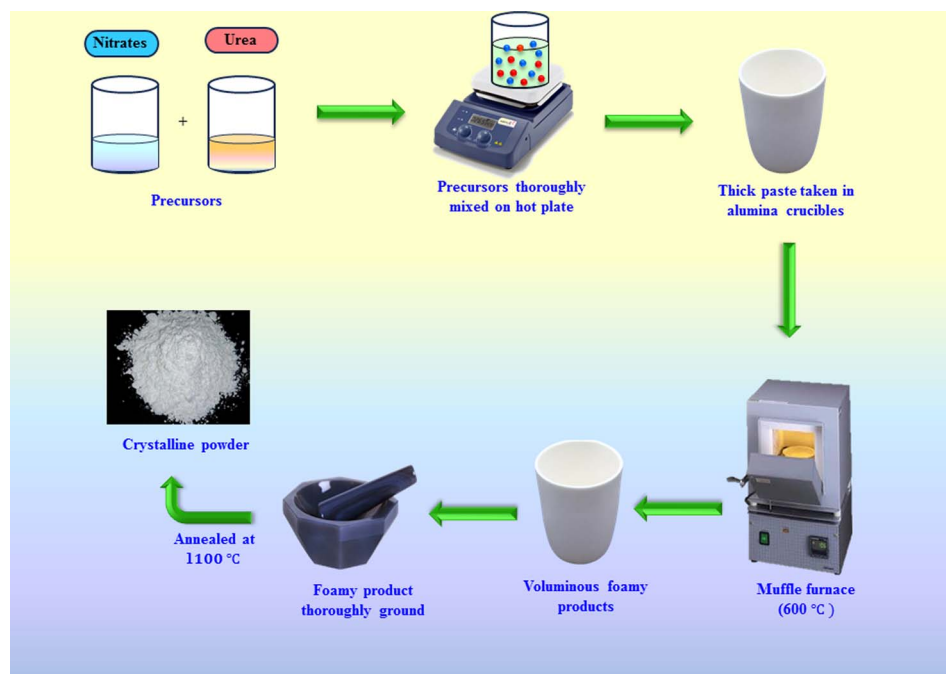 Nitrates
Urea
+
Precursors
Precursors thoroughly
mixed on hot plate
Thick paste taken in
alumina crucibles
Muffle furnace
(600 °C )
Voluminous foamy
products
Foamy product
thoroughly ground
Annealed at
1100 °C
Crystalline powder